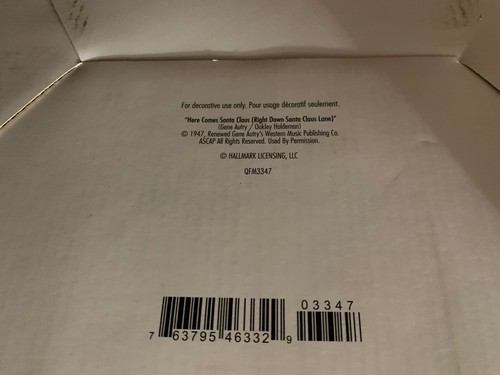 For decorative use only. Pour usage décoratif seulement.
"Here Comes Santa Claus (Right Down Santa Claus Lane)"
(Gene Autry / Oakley Haldeman)
© 1947, Renewed Gene Autry's Western Music Publishing Co.
ASCAP All Rights Reserved. Used By Permission.
© HALLMARK LICENSING, LLC
QFM3347
03347
7 63795 46332 9